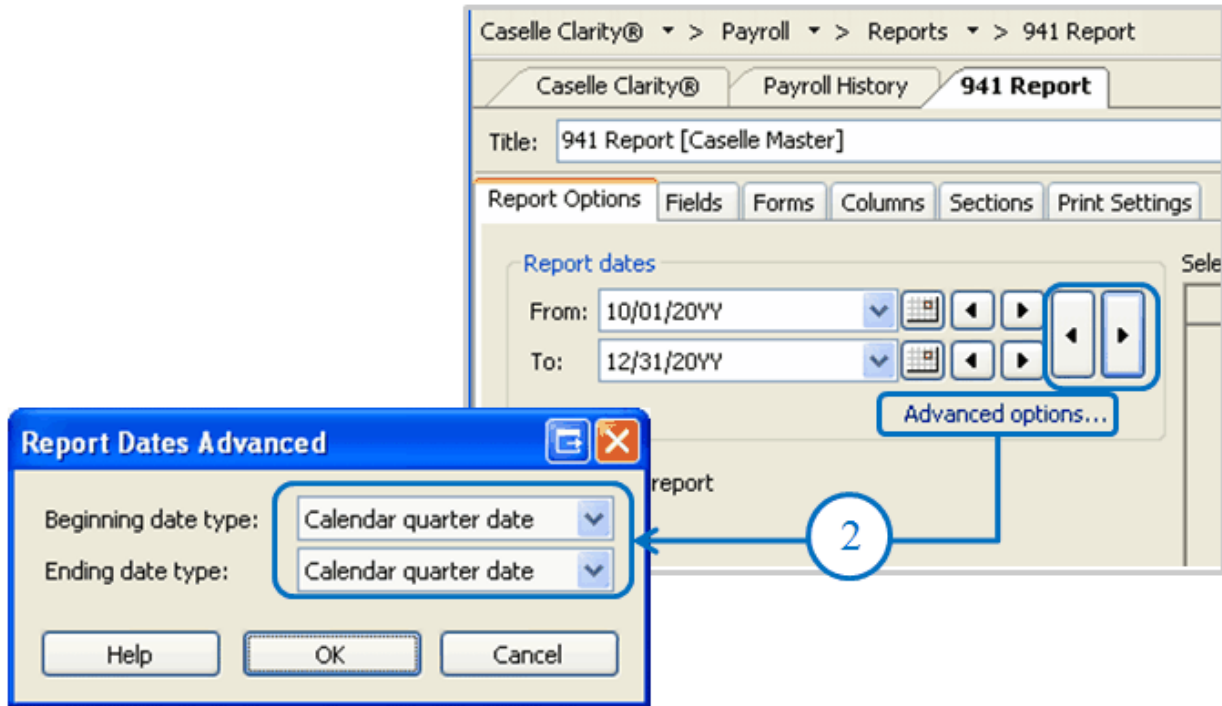 Caselle Clarity® > Payroll > Reports > 941 Report
Caselle Clarity® Payroll History 941 Report
Title: 941 Report [Caselle Master]
Report Options Fields Forms Columns Sections Print Settings
Report dates
Sele
From: 10/01/20YY
To: 12/31/20YY
Advanced options...
report
Report Dates Advanced
Beginning date type: Calendar quarter date
Ending date type: Calendar quarter date
2
Help OK Cancel